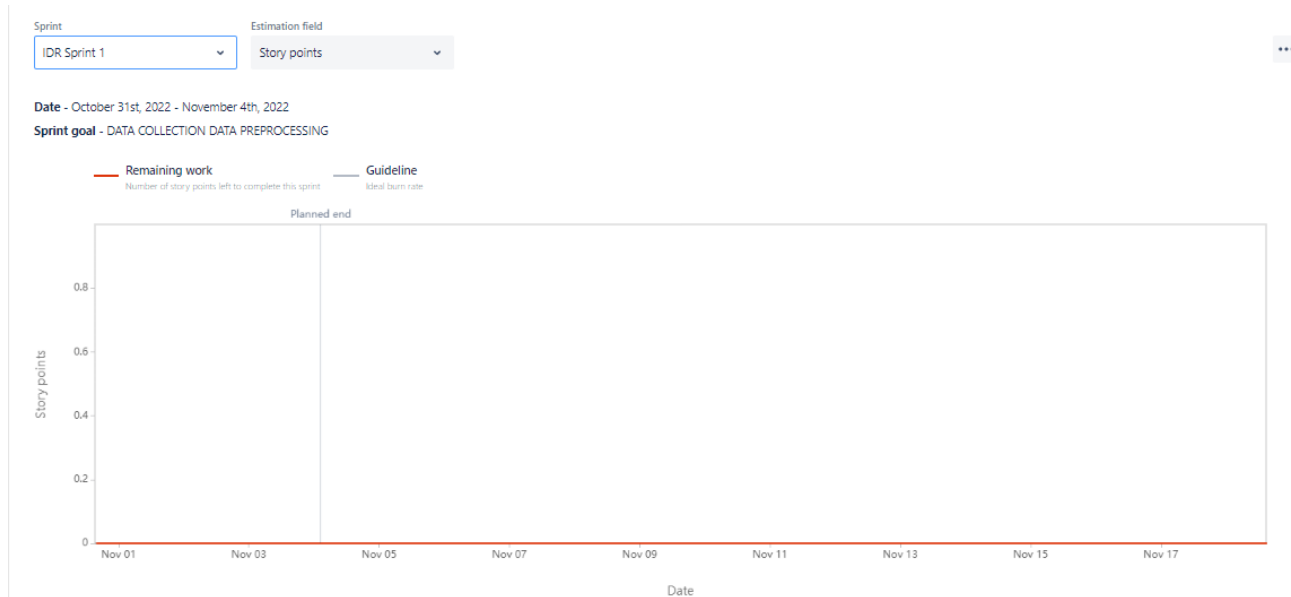 Sprint
Estimation field
IDR Sprint 1
Story points
Date - October 31st, 2022 - November 4th, 2022
Sprint goal - DATA COLLECTION DATA PREPROCESSING
Remaining work
Number of story points left to complete this sprint
Guideline
Ideal burn rate
Planned end
0.8
0.6
0.4
0.2
0
Story points
Nov 01
Nov 03
Nov 05
Nov 07
Nov 09
Nov 11
Nov 13
Nov 15
Nov 17
Date